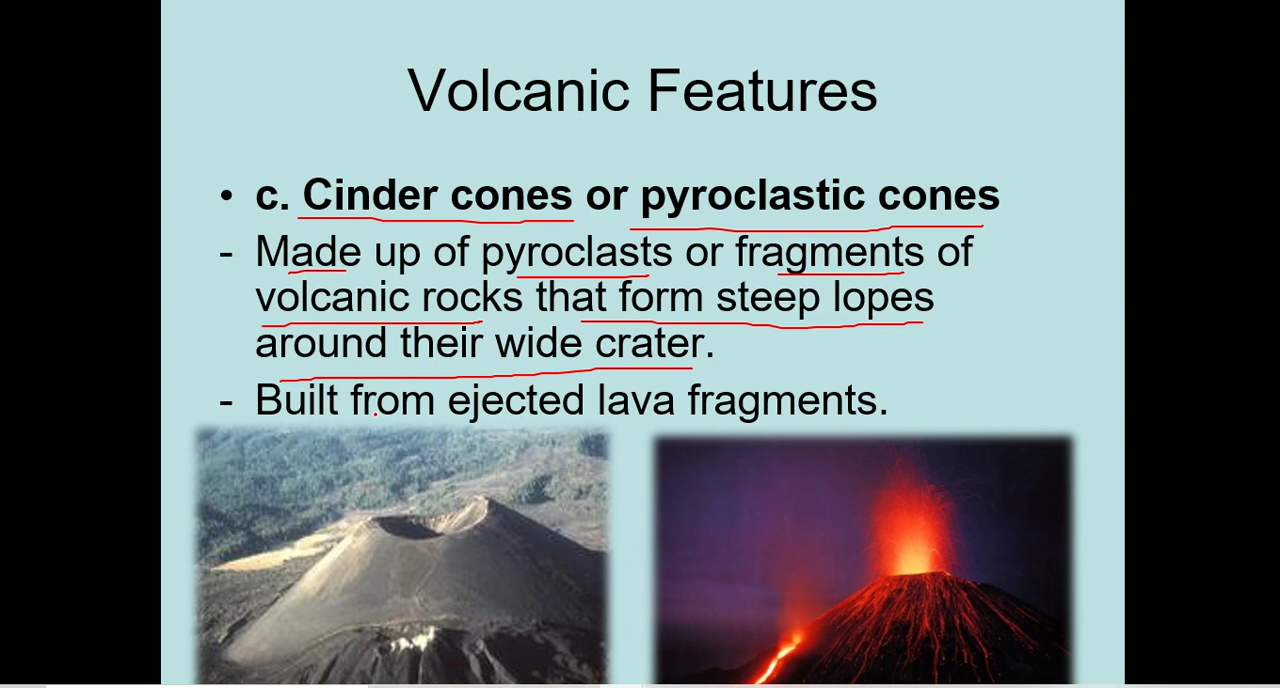 Volcanic Features
• c. Cinder cones or pyroclastic cones
- Made up of pyroclasts or fragments of
volcanic rocks that form steep lopes
around their wide crater.
- Built from ejected lava fragments.